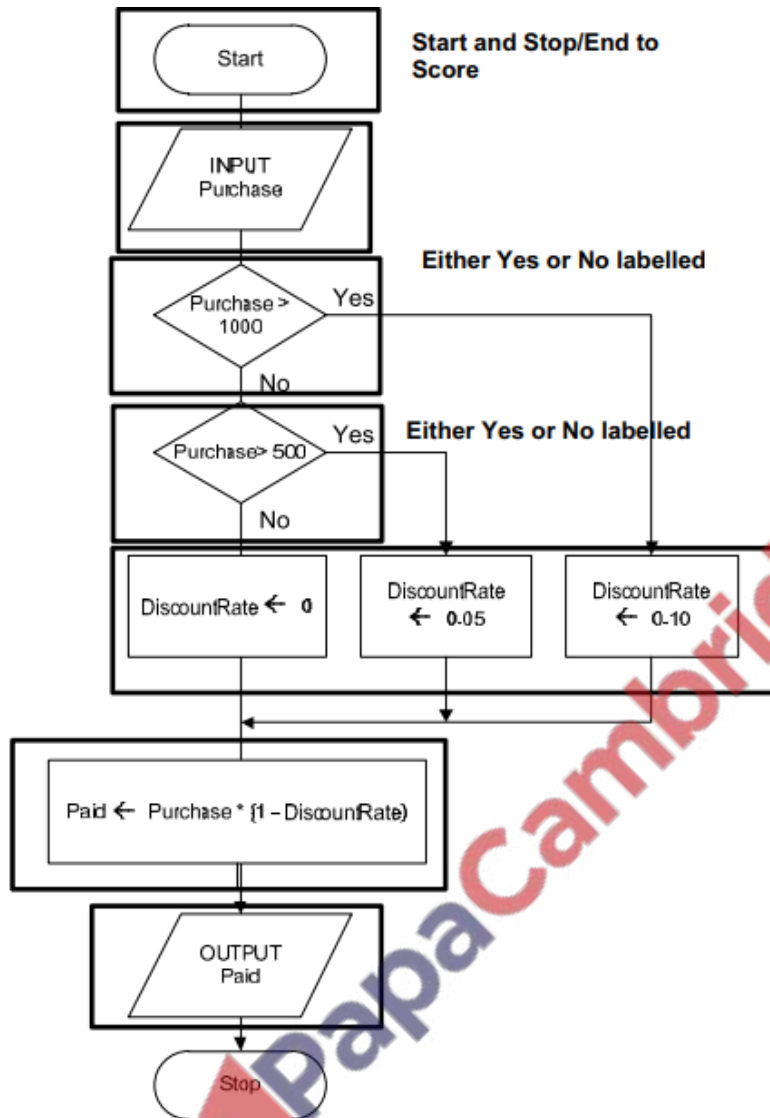 Start
Start and Stop/End to
Score
INPUT
Purchase
Either Yes or No labelled
Purchase >
1000
Yes
No
Purchase> 500
Yes
Either Yes or No labelled
No
DiscountRate ← 0
DiscountRate
← 0.05
DiscountRate
← 0.10
Paid ← Purchase * (1 – DiscountRate)
OUTPUT
Paid
Stop
PapaCambrid